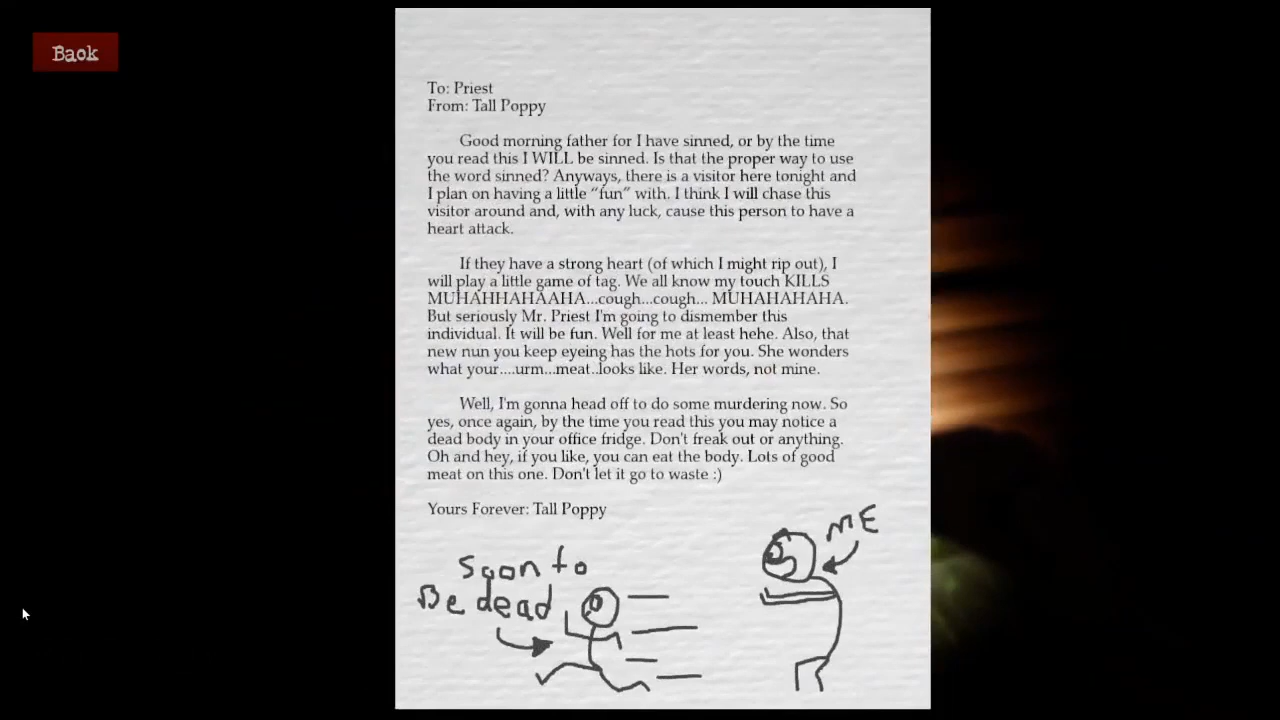 Back
To: Priest
From: Tall Poppy
Good morning father for I have sinned, or by the time
you read this I WILL be sinned. Is that the proper way to use
the word sinned? Anyways, there is a visitor here tonight and
I plan on having a little “fun” with. I think I will chase this
visitor around and, with any luck, cause this person to have a
heart attack.
If they have a strong heart (of which I might rip out), I
will play a little game of tag. We all know my touch KILLS
MUHAHHAHAAHA...cough...cough... MUHAHAHAHA.
But seriously Mr. Priest I'm going to dismember this
individual. It will be fun. Well for me at least hehe. Also, that
new nun you keep eyeing has the hots for you. She wonders
what your....urm...meat..looks like. Her words, not mine.
Well, I'm gonna head off to do some murdering now. So
yes, once again, by the time you read this you may notice a
dead body in your office fridge. Don't freak out or anything.
Oh and hey, if you like, you can eat the body. Lots of good
meat on this one. Don't let it go to waste :)
Yours Forever: Tall Poppy
Soon to
Be dead
ME